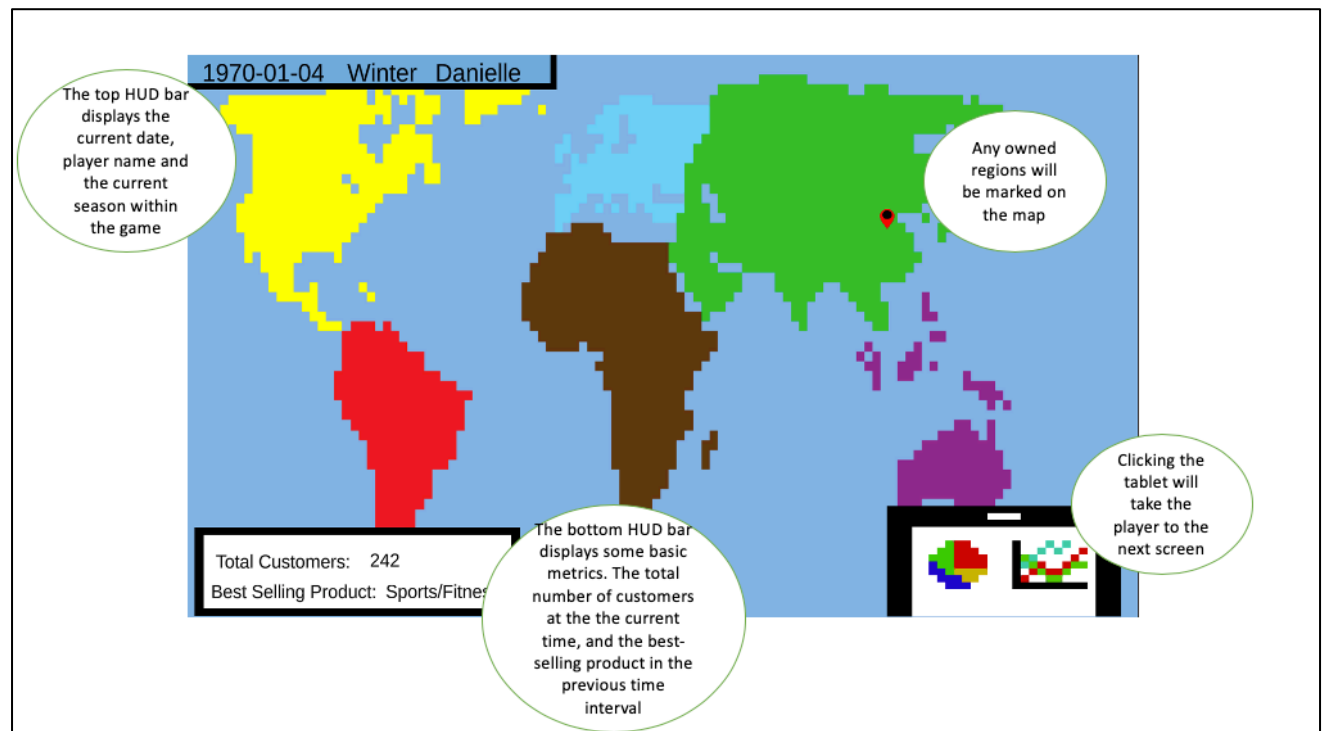 1970-01-04 Winter Danielle
The top HUD bar
displays the
current date,
player name and
the current
season within
the game
Any owned
regions will
be marked on
the map
Clicking the
tablet will
take the
player to the
next screen
The bottom HUD bar
displays some basic
metrics. The total
number of customers
at the the current
time, and the best-
selling product in the
previous time
interval
Total Customers: 242
Best Selling Product: Sports/Fitnes